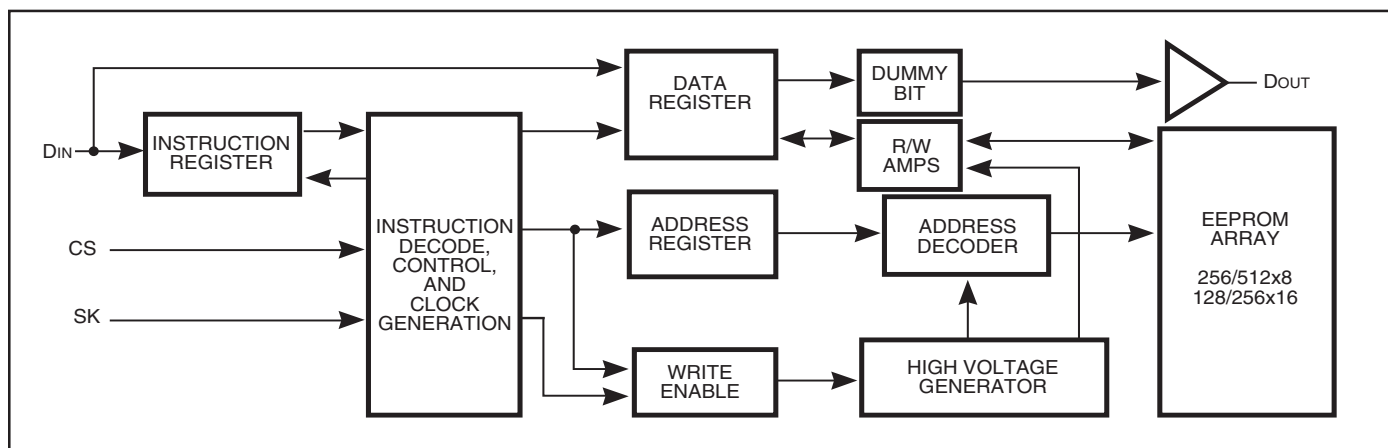 DIN
INSTRUCTION
REGISTER
CS
SK
INSTRUCTION
DECODE,
CONTROL,
AND
CLOCK
GENERATION
DATA
REGISTER
ADDRESS
REGISTER
WRITE
ENABLE
DUMMY
BIT
R/W
AMPS
ADDRESS
DECODER
HIGH VOLTAGE
GENERATOR
DOUT
EEPROM
ARRAY
256/512x8
128/256x16